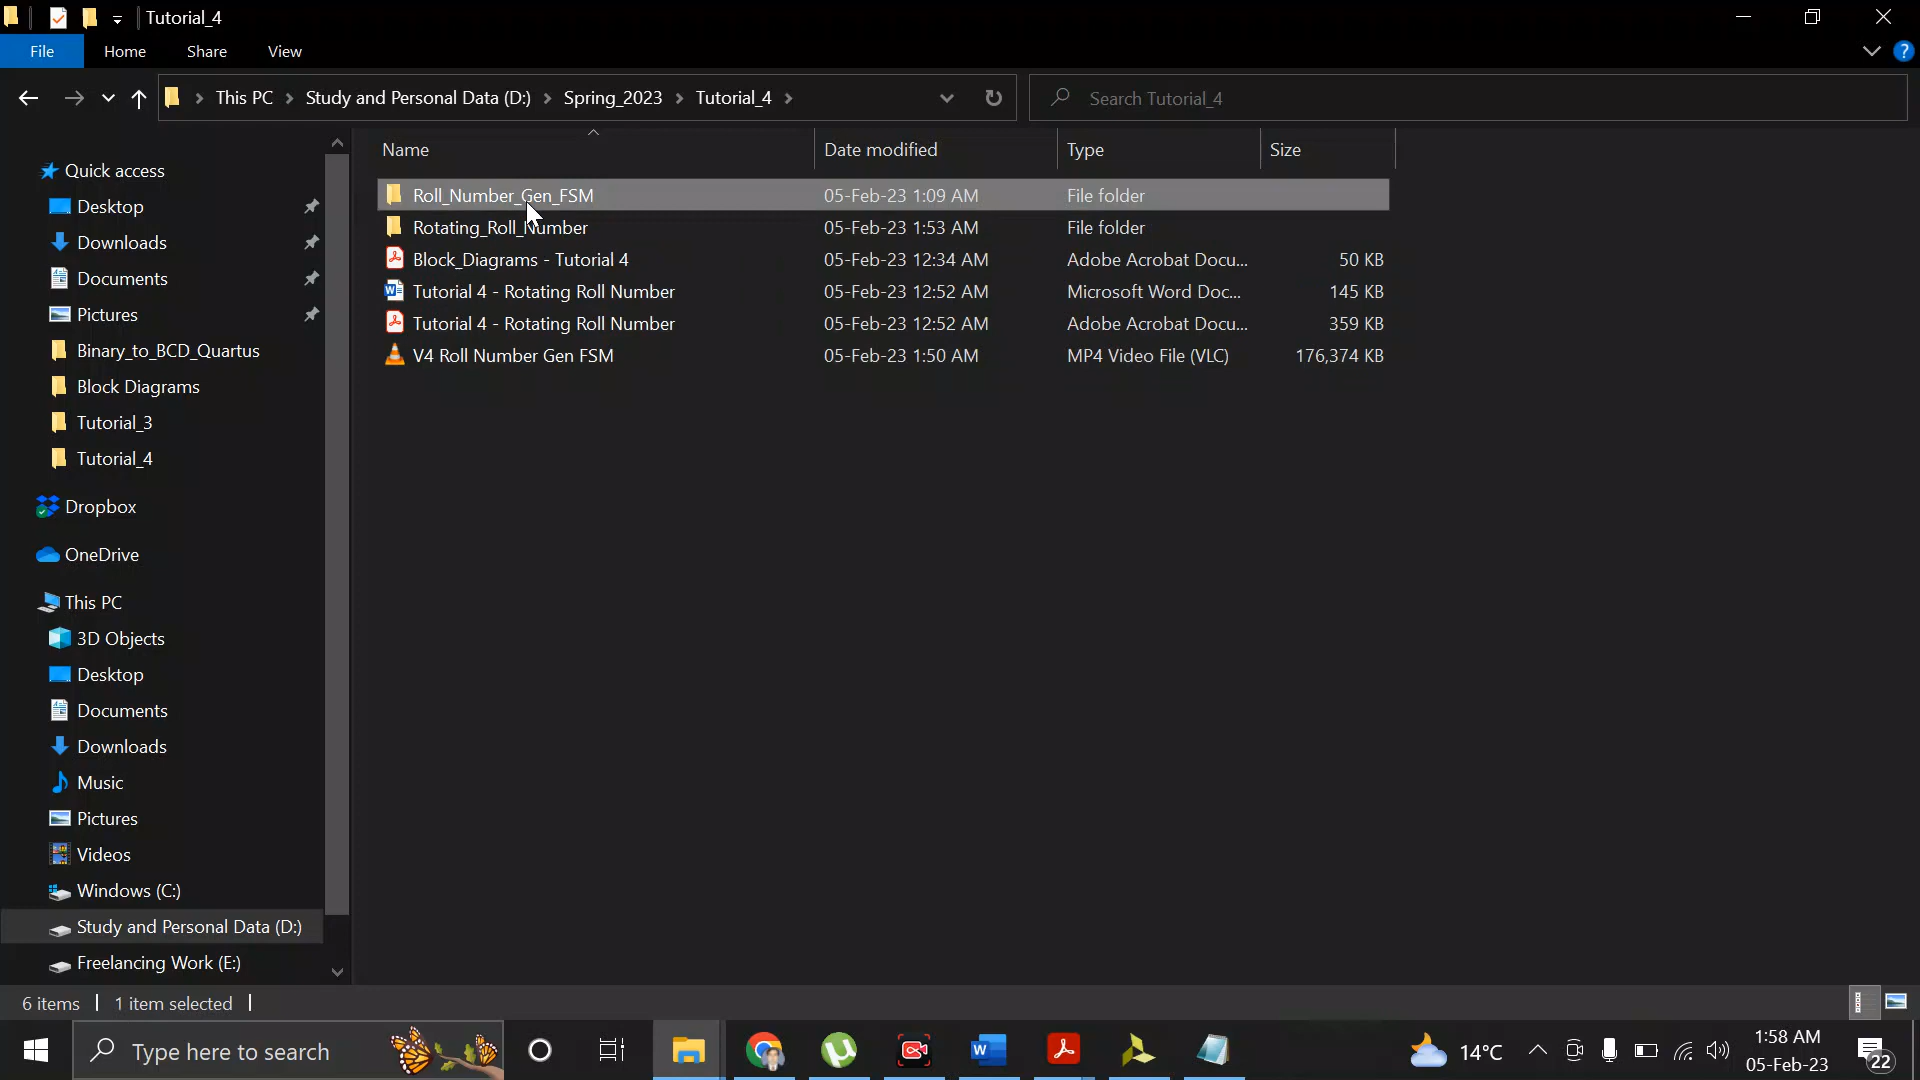 Tutorial_4
File Home Share View
This PC Study and Personal Data (D:) Spring_2023 Tutorial_4 Search Tutorial_4
Name Date modified Type Size
Roll_Number_Gen_FSM 05-Feb-23 1:09 AM File folder
Rotating_Roll_Number 05-Feb-23 1:53 AM File folder
Block_Diagrams - Tutorial 4 05-Feb-23 12:34 AM Adobe Acrobat Docu... 50 KB
Tutorial 4 - Rotating Roll Number 05-Feb-23 12:52 AM Microsoft Word Doc... 145 KB
Tutorial 4 - Rotating Roll Number 05-Feb-23 12:52 AM Adobe Acrobat Docu... 359 KB
V4 Roll Number Gen FSM 05-Feb-23 1:50 AM MP4 Video File (VLC) 176,374 KB
Quick access
Desktop
Downloads
Documents
Pictures
Binary_to_BCD_Quartus
Block Diagrams
Tutorial_3
Tutorial_4
Dropbox
OneDrive
This PC
3D Objects
Desktop
Documents
Downloads
Music
Pictures
Videos
Windows (C:)
Study and Personal Data (D:)
Freelancing Work (E:)
6 items 1 item selected
Type here to search
14°C
1:58 AM
05-Feb-23
22